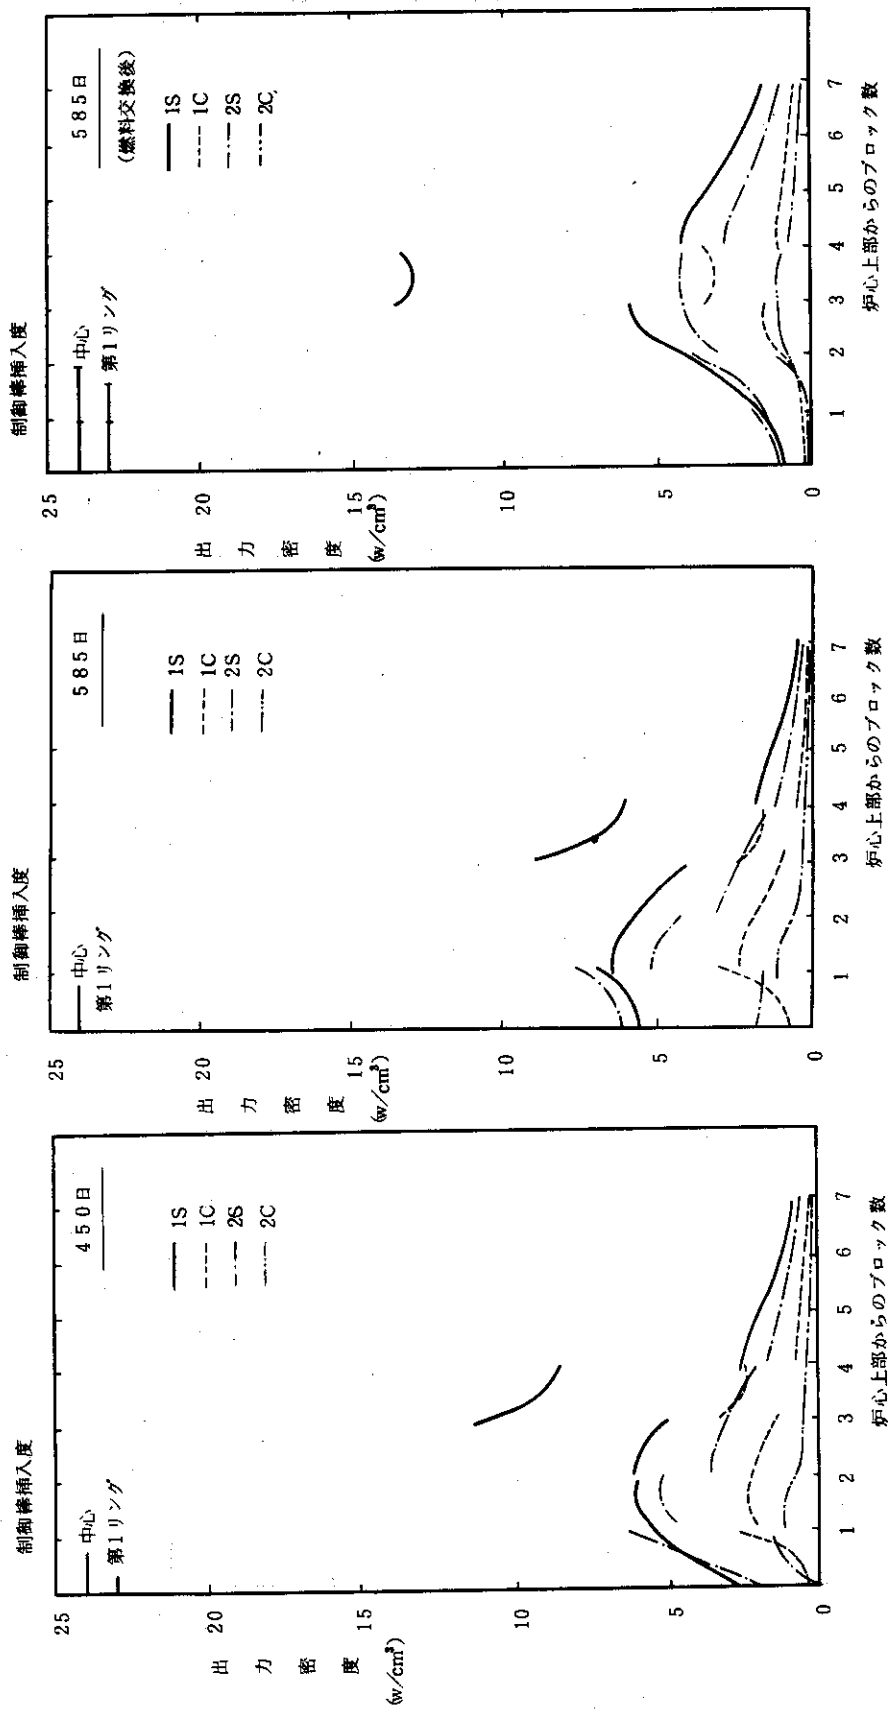 制御棒挿入度
中心
第1リング
450日
1S
1C
2S
2C
25
20
15
10
5
0
出力密度
(w/cm³)
1 2 3 4 5 6 7
炉心上部からのブロック数
制御棒挿入度
中心
第1リング
585日
1S
1C
2S
2C
25
20
15
10
5
0
出力密度
(w/cm³)
1 2 3 4 5 6 7
炉心上部からのブロック数
制御棒挿入度
中心
第1リング
585日
(燃料交換後)
1S
1C
2S
2C
25
20
15
10
5
0
出力密度
(w/cm³)
1 2 3 4 5 6 7
炉心上部からのブロック数